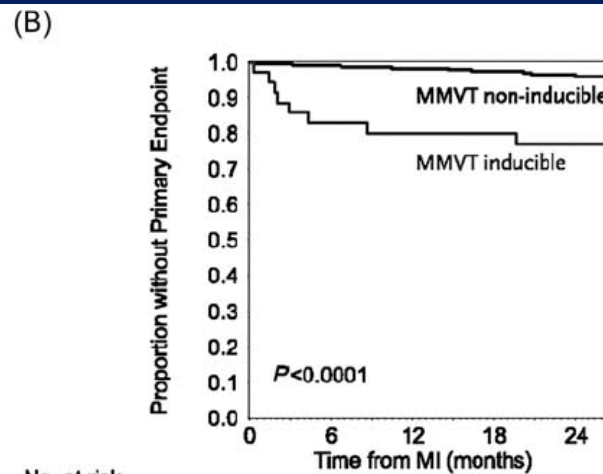 (B)
Proportion without Primary Endpoint
1.0
0.9
0.8
0.7
0.6
0.5
0.4
0.3
0.2
0.1
0.0
MMVT non-inducible
MMVT inducible
P<0.0001
0 6 12 18 24
Time from MI (months)
No. at risk